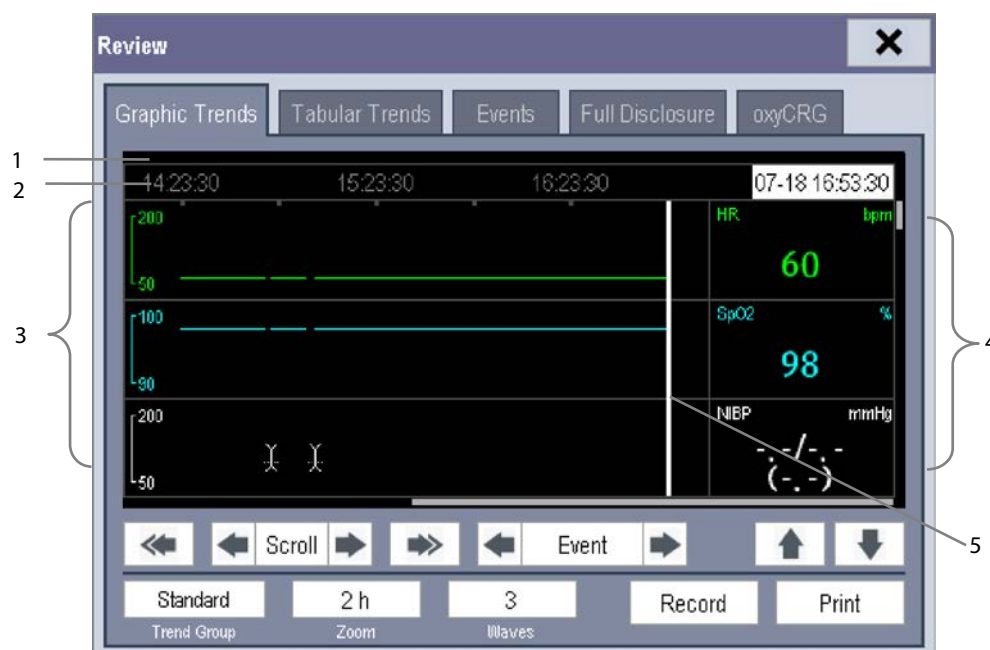 Review
Graphic Trends Tabular Trends Events Full Disclosure oxyCRG
1
2
14:23:30 15:23:30 16:23:30 07-18 16:53:30
200 HR bpm
60
50
3
4
100 SpO2 %
98
90
200 NIBP mmHg
-.-/-.-
(-.-)
50
Scroll Event
5
Standard 2 h 3 Record Print
Trend Group Zoom Waves